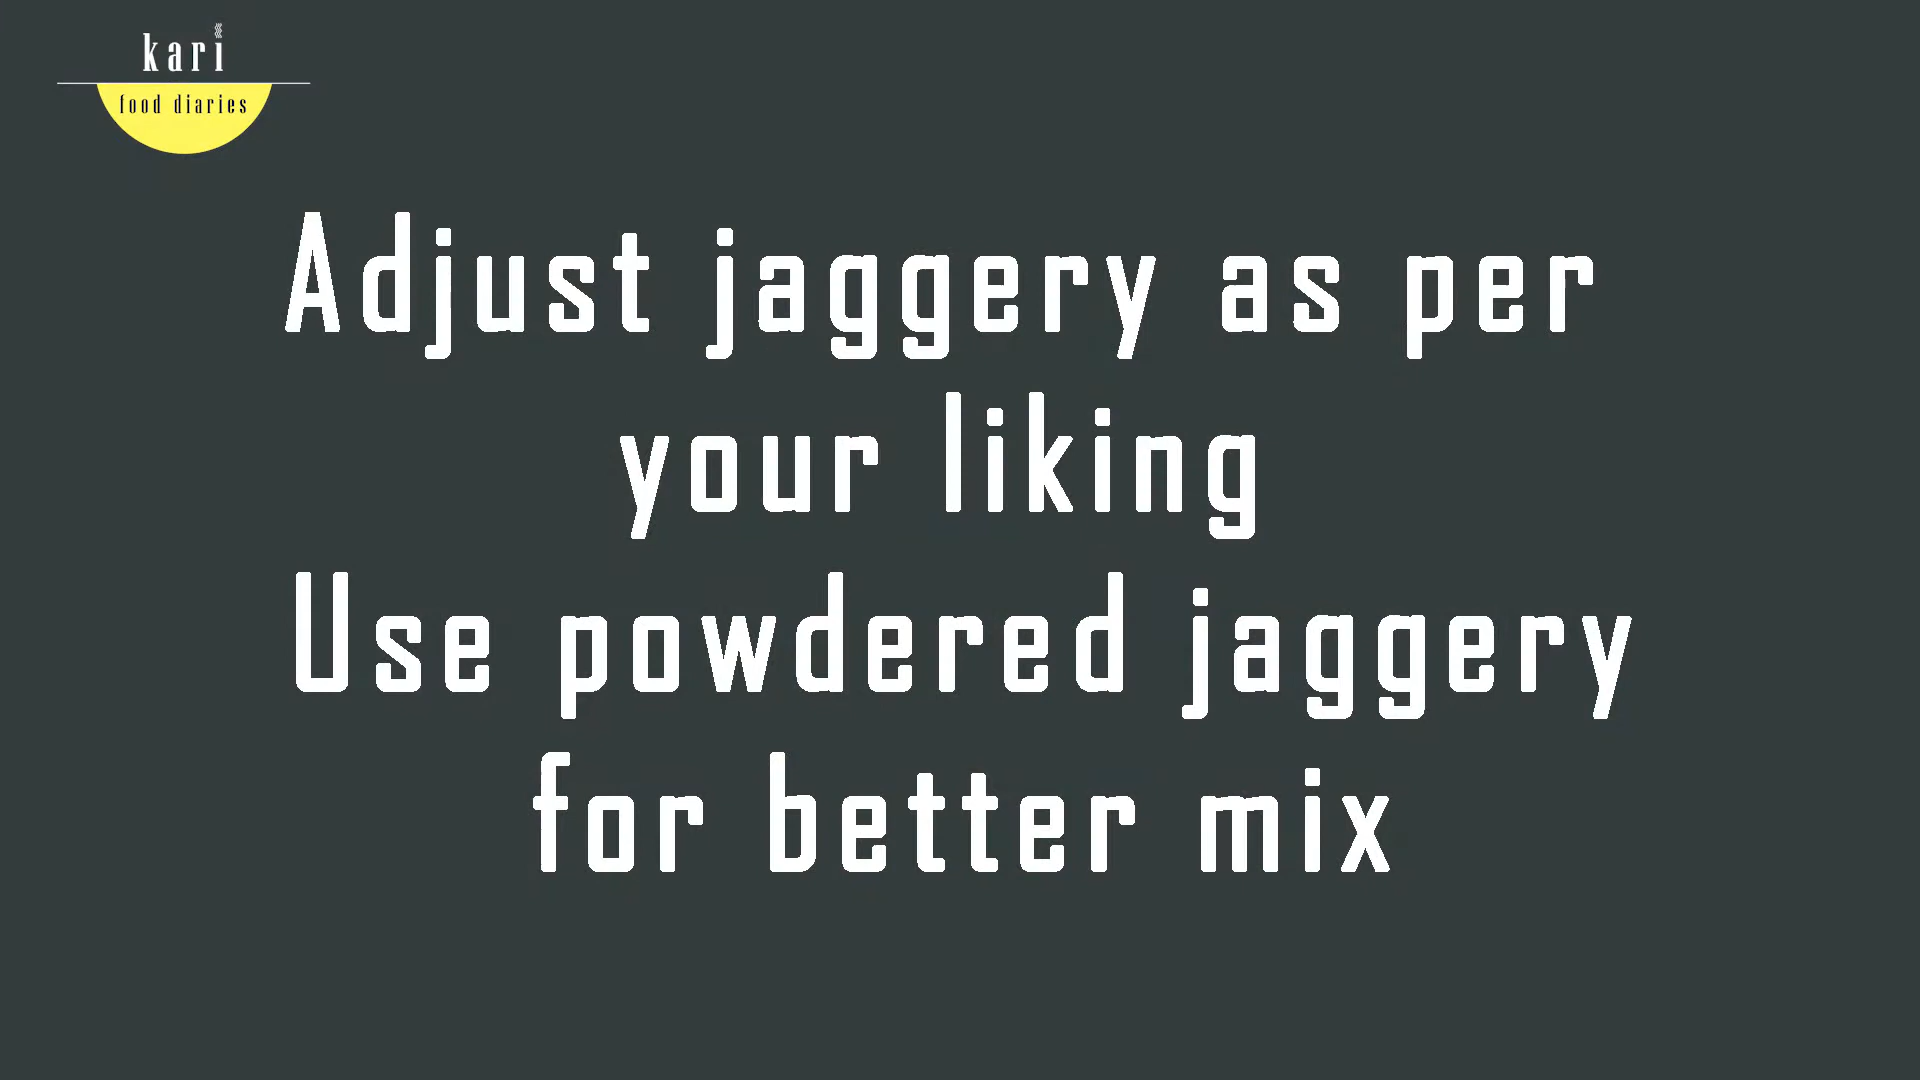 kari
food diaries
Adjust jaggery as per
your liking
Use powdered jaggery
for better mix